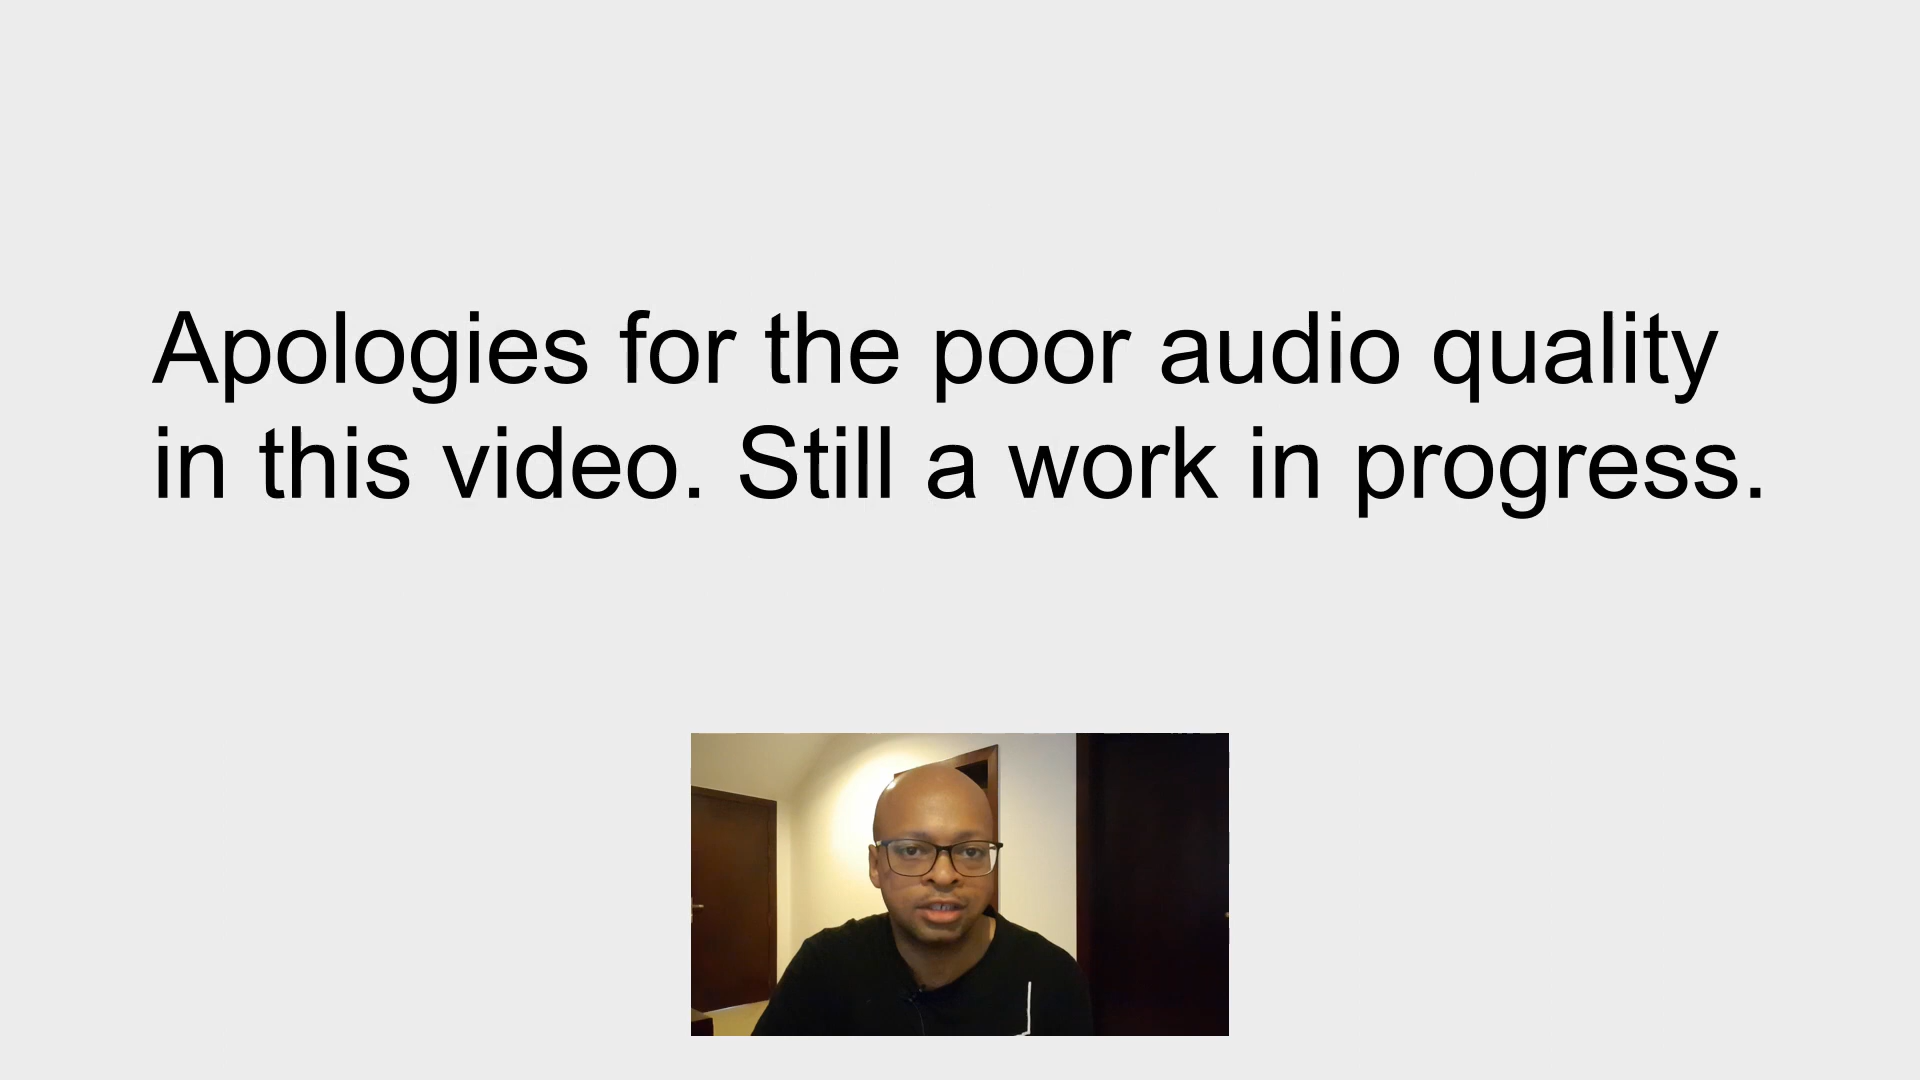 Apologies for the poor audio quality
in this video. Still a work in progress.